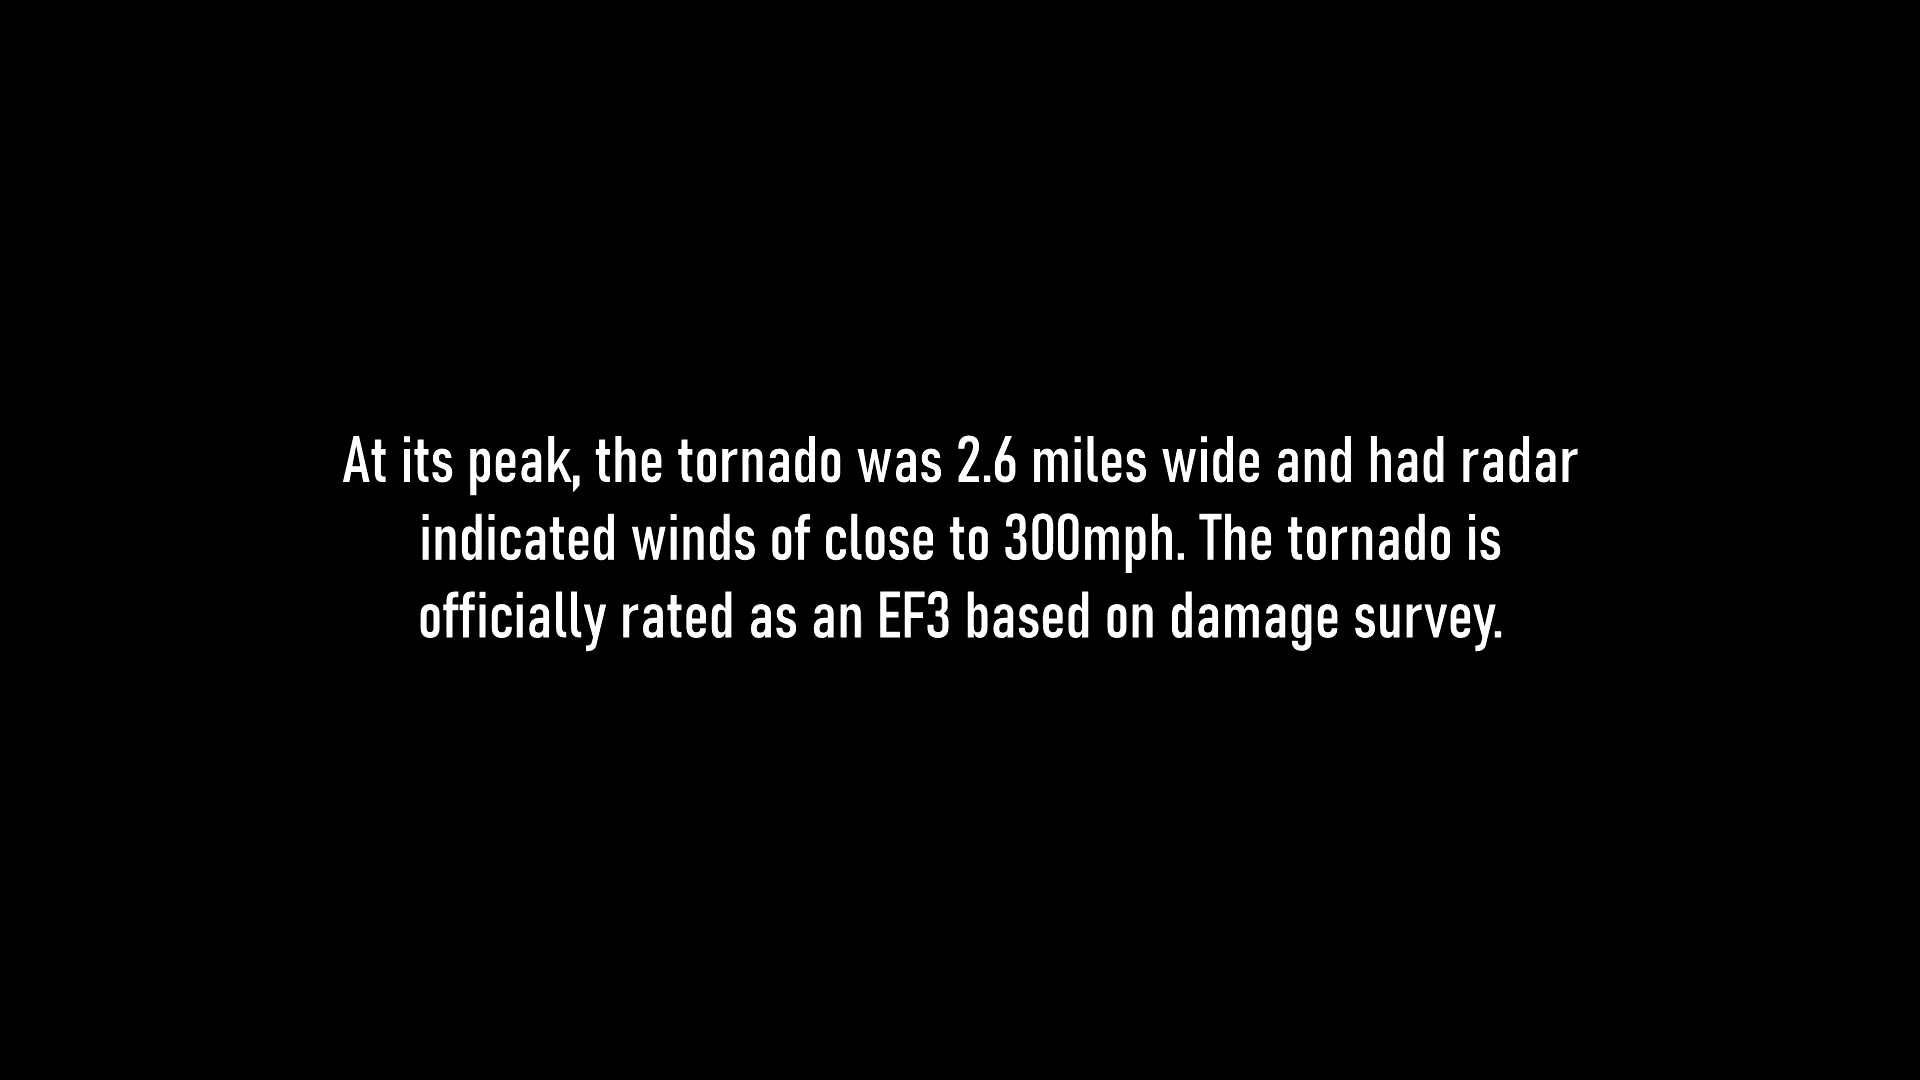 At its peak, the tornado was 2.6 miles wide and had radar
indicated winds of close to 300mph. The tornado is
officially rated as an EF3 based on damage survey.